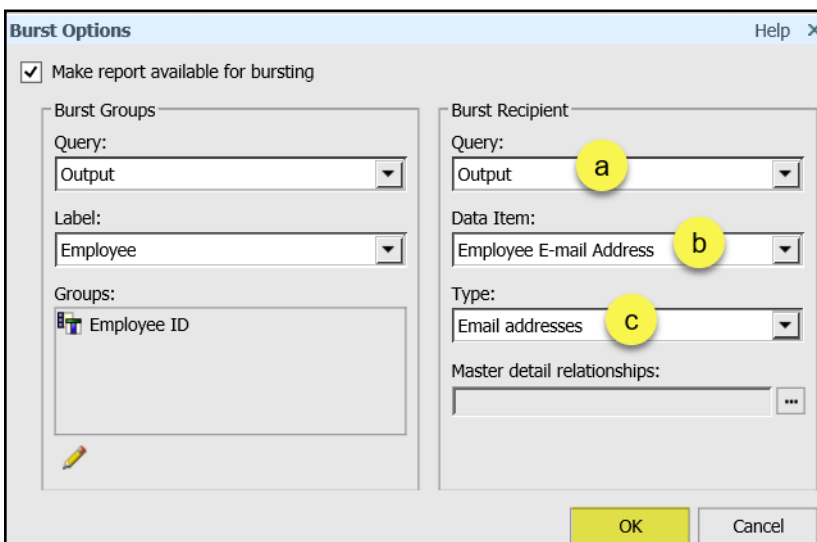 Burst Options Help X
Make report available for bursting
Burst Groups
Query:
Output
Label:
Employee
Groups:
Employee ID
Burst Recipient
Query:
Output a
Data Item:
Employee E-mail Address b
Type:
Email addresses c
Master detail relationships:
...
OK Cancel